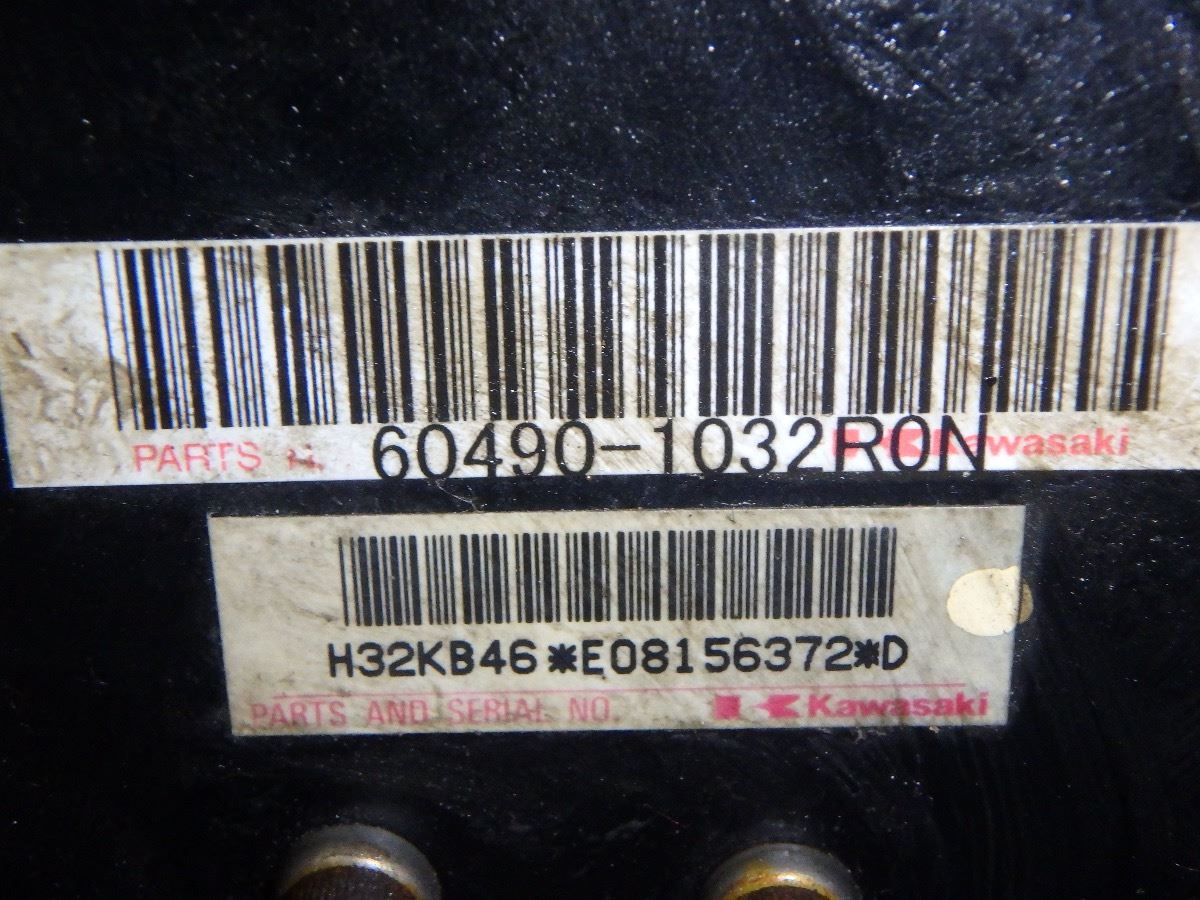 PARTS N. 60490-1032R0N Kawasaki
H32KB46*E08156372*D
PARTS AND SERIAL NO. Kawasaki